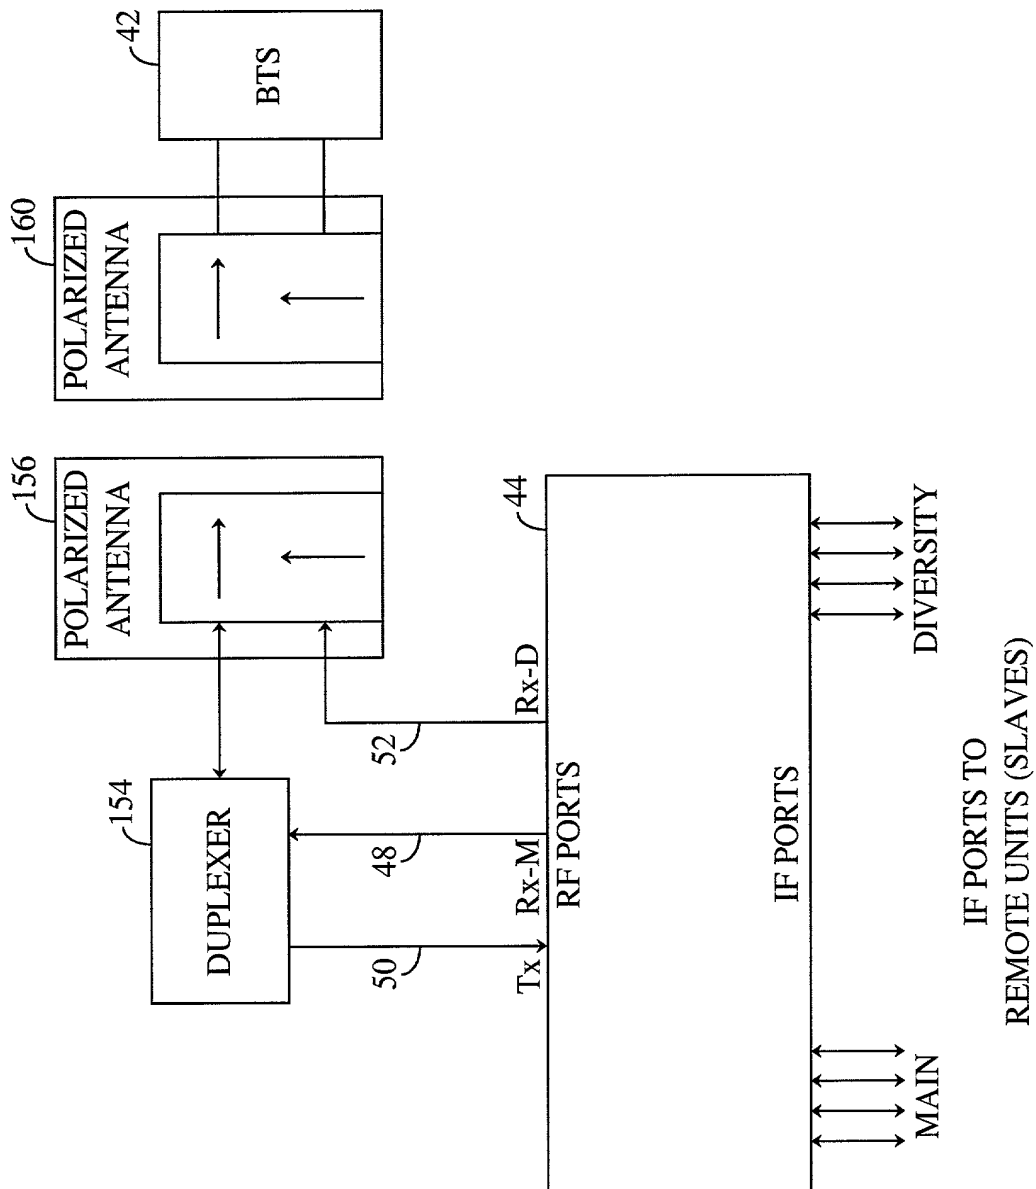 42
BTS
160
POLARIZED
ANTENNA
156
POLARIZED
ANTENNA
154
DUPLEXER
44
52
48
50
Rx-D
Rx-M
Tx
RF PORTS
IF PORTS
DIVERSITY
MAIN
IF PORTS TO
REMOTE UNITS (SLAVES)